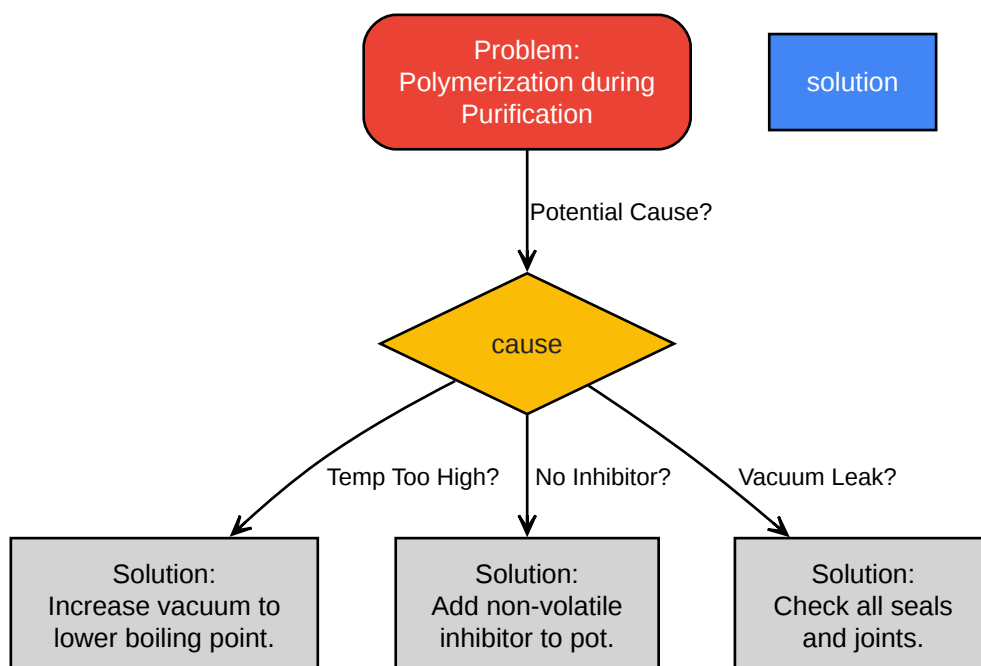 Problem:
Polymerization during
Purification
solution
Potential Cause?
cause
Temp Too High?
No Inhibitor?
Vacuum Leak?
Solution:
Increase vacuum to
lower boiling point.
Solution:
Add non-volatile
inhibitor to pot.
Solution:
Check all seals
and joints.